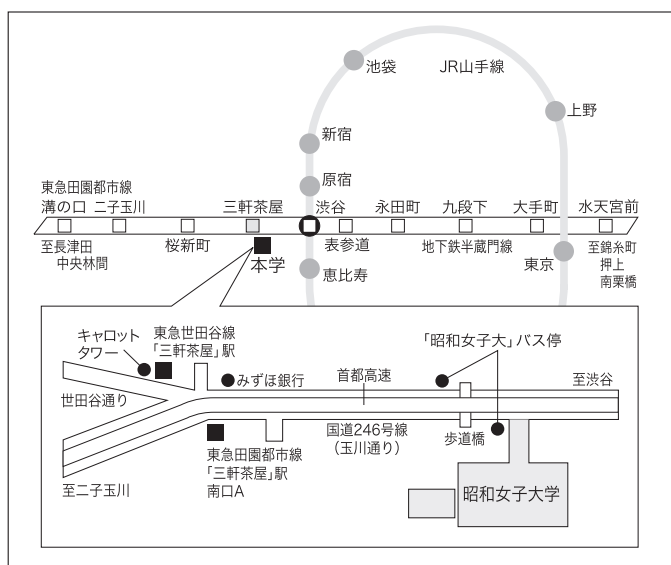 池袋
JR山手線
上野
新宿
原宿
東急田園都市線
溝の口
二子玉川
三軒茶屋
渋谷
永田町
九段下
大手町
水天宮前
桜新町
表参道
地下鉄半蔵門線
至長津田
中央林間
本学
恵比寿
東京
至錦糸町
押上
南栗橋
キャロット
タワー
東急世田谷線
「三軒茶屋」駅
「昭和女子大」バス停
みずほ銀行
首都高速
至渋谷
世田谷通り
国道246号線
（玉川通り）
歩道橋
東急田園都市線
「三軒茶屋」駅
南口A
至二子玉川
昭和女子大学